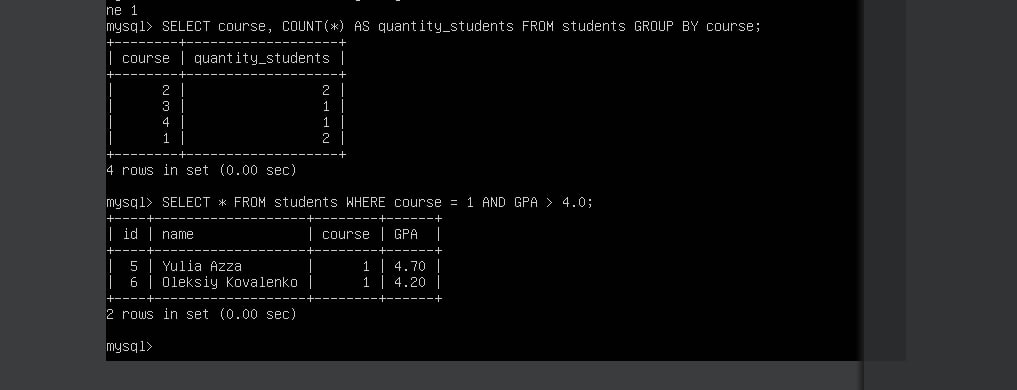 ne 1
mysql> SELECT course, COUNT(*) AS quantity_students FROM students GROUP BY course;
+--------+-------------------+
| course | quantity_students |
+--------+-------------------+
|      2 |                 2 |
|      3 |                 1 |
|      4 |                 1 |
|      1 |                 2 |
+--------+-------------------+
4 rows in set (0.00 sec)

mysql> SELECT * FROM students WHERE course = 1 AND GPA > 4.0;
+----+-------------------+--------+------+
| id | name              | course | GPA  |
+----+-------------------+--------+------+
|  5 | Yulia Azza        |      1 | 4.70 |
|  6 | Oleksiy Kovalenko |      1 | 4.20 |
+----+-------------------+--------+------+
2 rows in set (0.00 sec)

mysql>